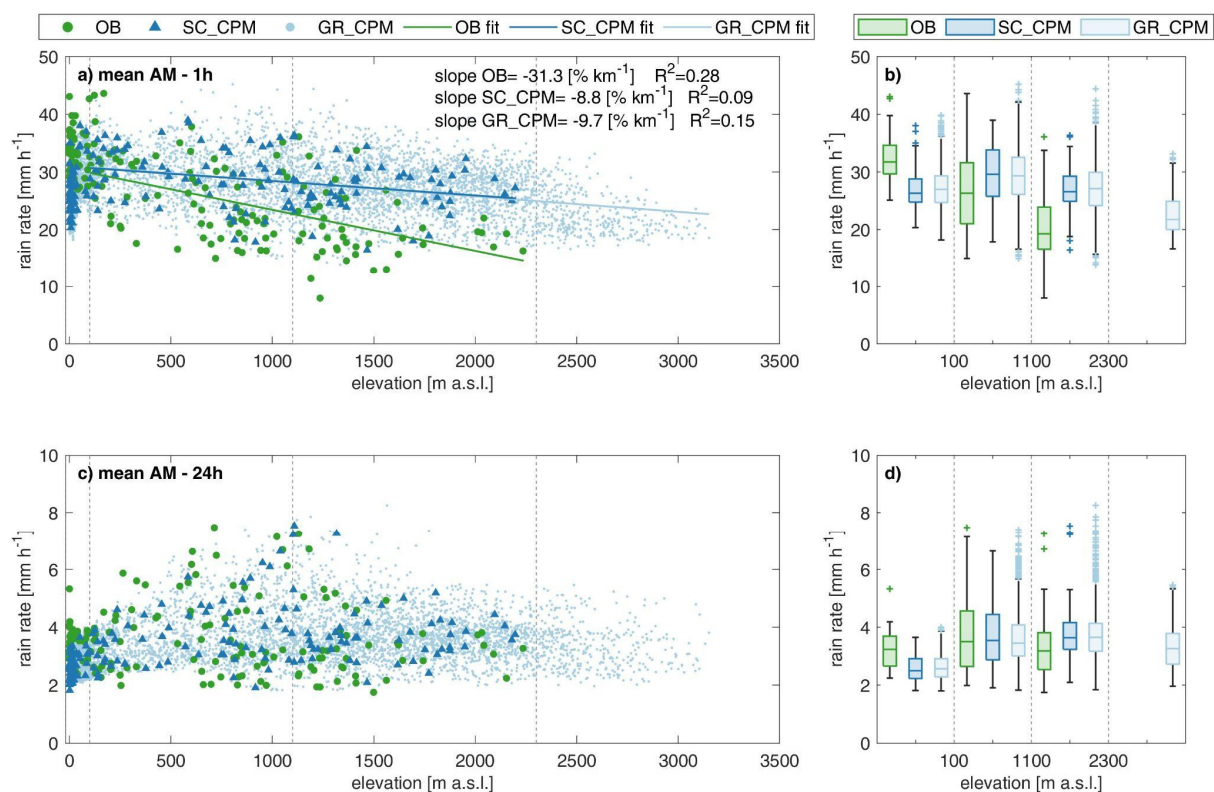 OB SC_CPM GR_CPM OB fit SC_CPM fit GR_CPM fit
OB SC_CPM GR_CPM
a) mean AM - 1h
slope OB= -31.3 [% km⁻¹] R²=0.28
slope SC_CPM= -8.8 [% km⁻¹] R²=0.09
slope GR_CPM= -9.7 [% km⁻¹] R²=0.15
50
40
30
20
10
0
rain rate [mm h⁻¹]
0 500 1000 1500 2000 2500 3000 3500
elevation [m a.s.l.]
b)
50
40
30
20
10
0
rain rate [mm h⁻¹]
100 1100 2300
elevation [m a.s.l.]
c) mean AM - 24h
10
8
6
4
2
0
rain rate [mm h⁻¹]
0 500 1000 1500 2000 2500 3000 3500
elevation [m a.s.l.]
d)
10
8
6
4
2
0
rain rate [mm h⁻¹]
100 1100 2300
elevation [m a.s.l.]